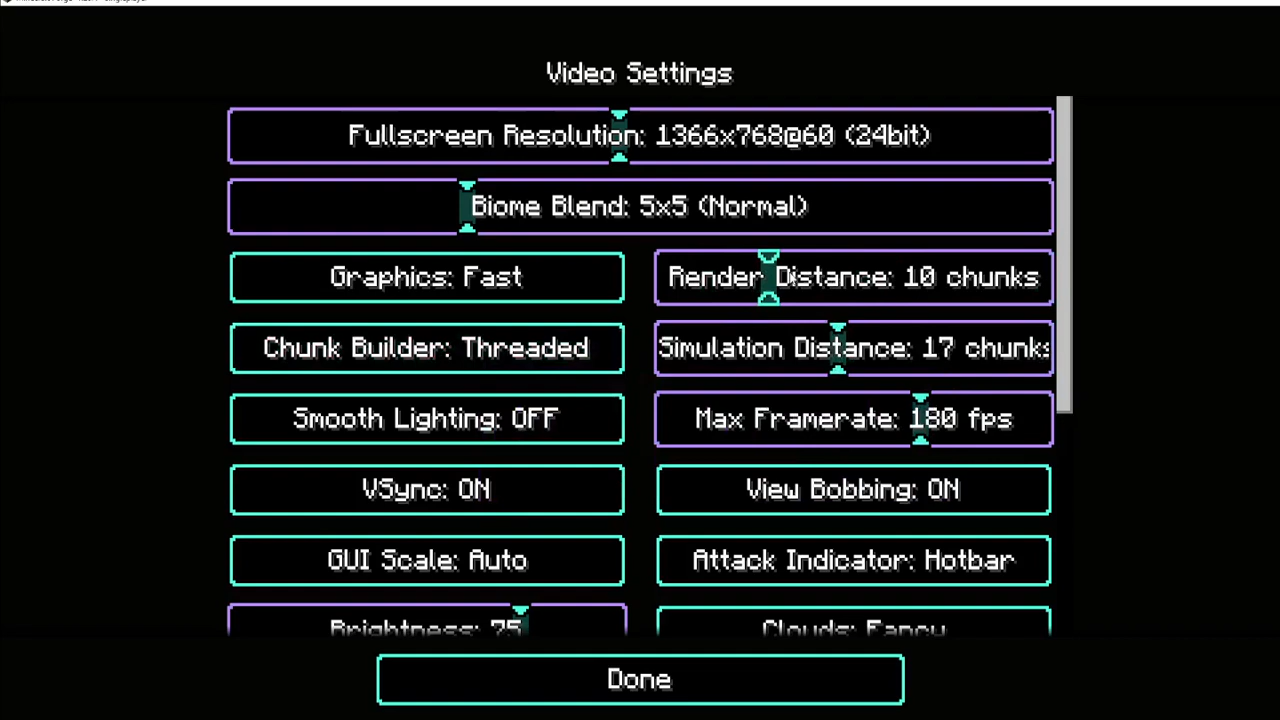 Video Settings
Fullscreen Resolution: 1366x768@60 (24bit)
Biome Blend: 5x5 (Normal)
Graphics: Fast
Render Distance: 10 chunks
Chunk Builder: Threaded
Simulation Distance: 17 chunks
Smooth Lighting: OFF
Max Framerate: 180 fps
VSync: ON
View Bobbing: ON
GUI Scale: Auto
Attack Indicator: Hotbar
Brightness: 75
Clouds: Fancy
Done